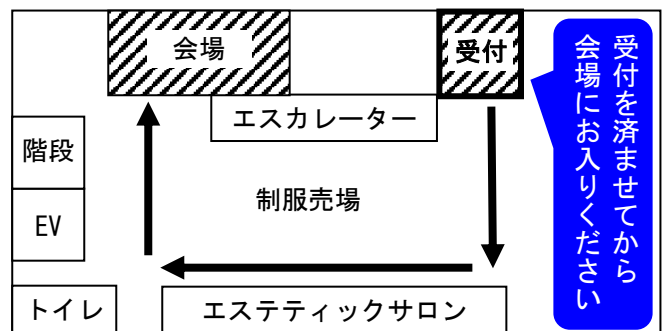 会場
受付
エスカレーター
階段
制服売場
EV
トイレ
エステティックサロン
受付を済ませてから
会場にお入りください